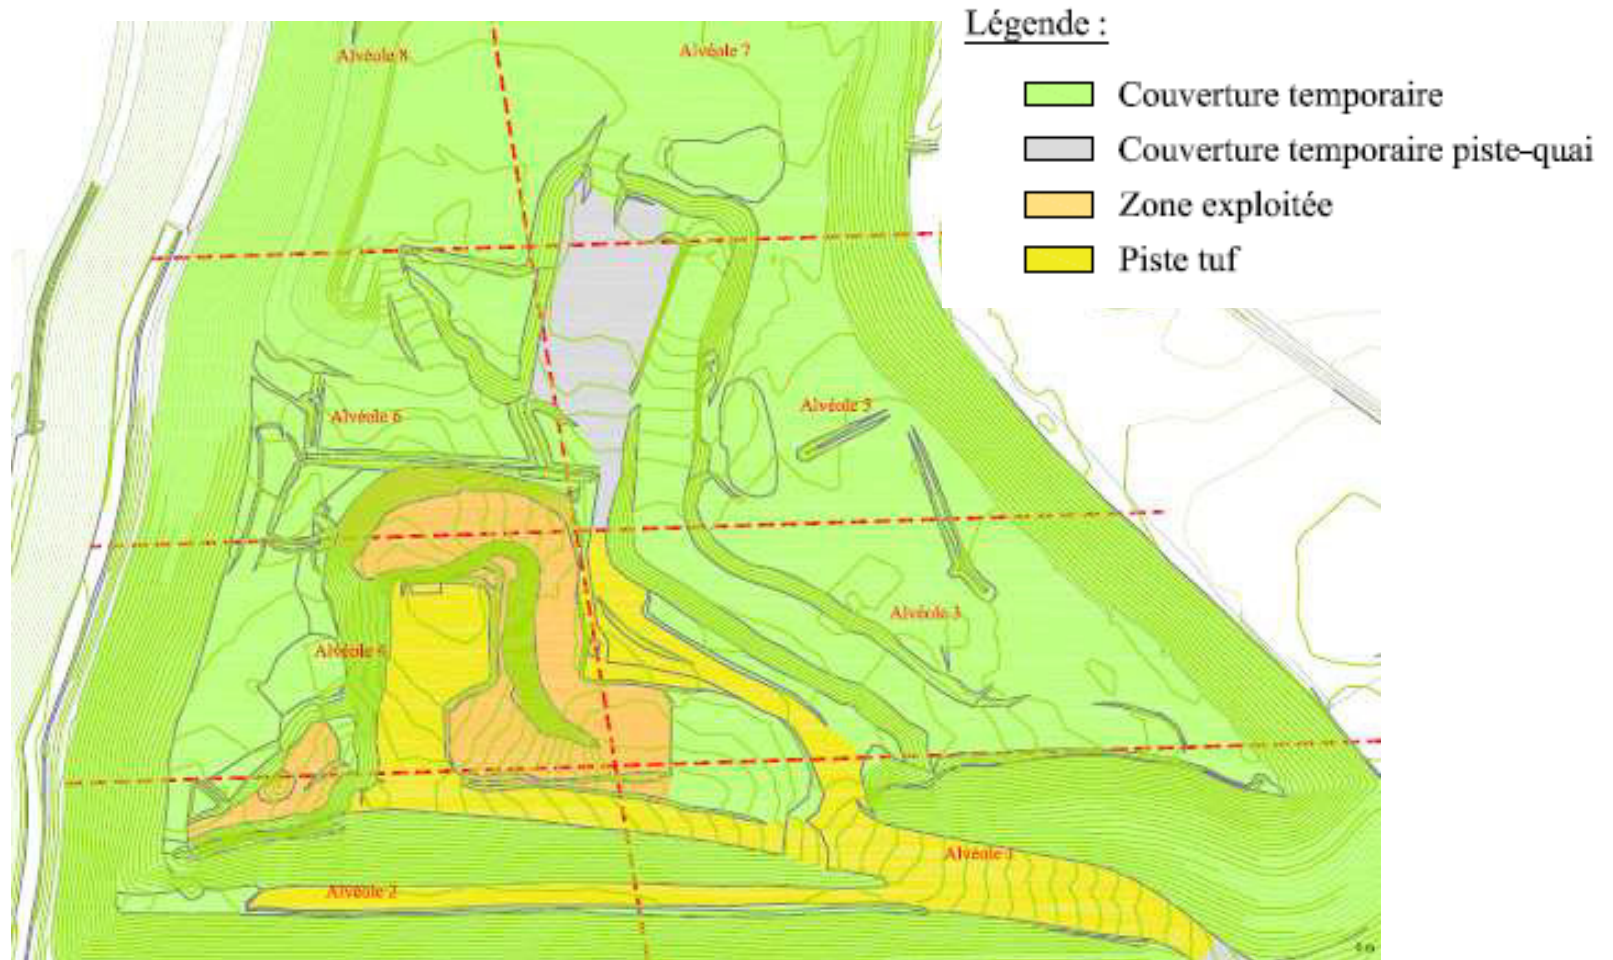 Légende :
Couverture temporaire
Couverture temporaire piste-quai
Zone exploitée
Piste tuf
Alvéole 8
Alvéole 7
Alvéole 6
Alvéole 5
Alvéole 3
Alvéole 4
Alvéole 1
Alvéole 2